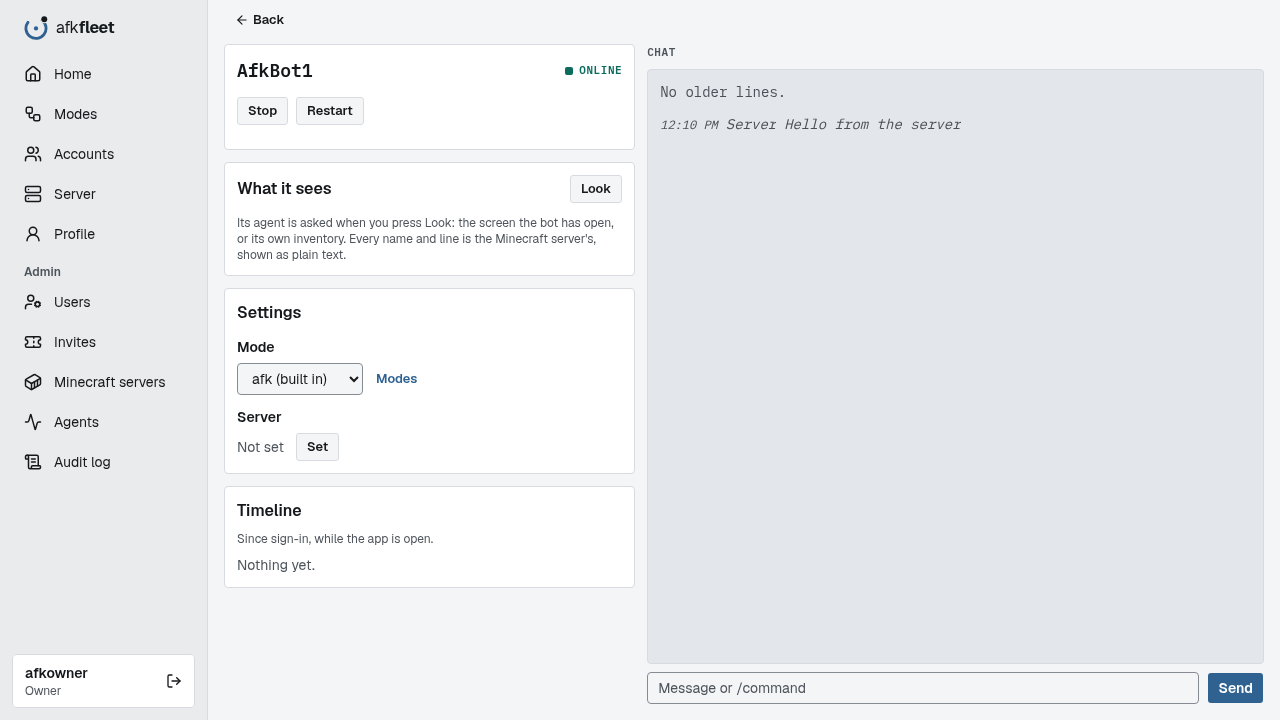 afkfleet
Home
Modes
Accounts
Server
Profile
Admin
Users
Invites
Minecraft servers
Agents
Audit log
afkowner
Owner
Back
AfkBot1
ONLINE
Stop
Restart
What it sees
Look
Its agent is asked when you press Look: the screen the bot has open,
or its own inventory. Every name and line is the Minecraft server's,
shown as plain text.
Settings
Mode
afk (built in)
Modes
Server
Not set
Set
Timeline
Since sign-in, while the app is open.
Nothing yet.
CHAT
No older lines.
12:10 PM Server Hello from the server
Message or /command
Send